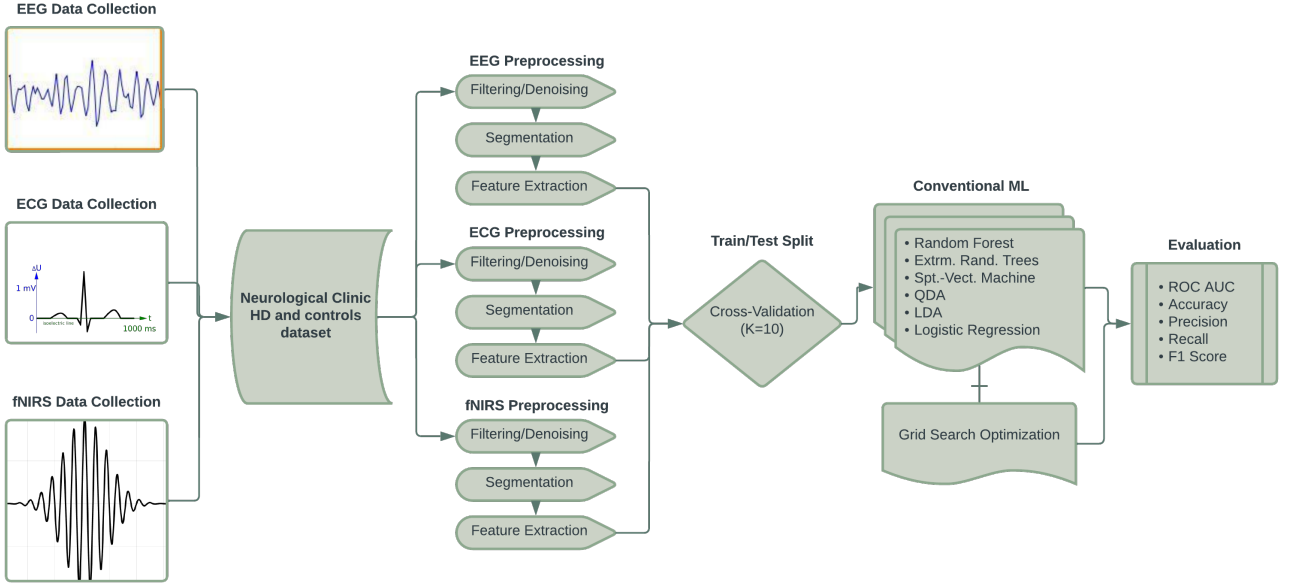 EEG Data Collection
ECG Data Collection
ΔU
1 mV
0
isoelectric line
t
1000 ms
fNIRS Data Collection
Neurological Clinic
HD and controls
dataset
EEG Preprocessing
Filtering/Denoising
Segmentation
Feature Extraction
ECG Preprocessing
Filtering/Denoising
Segmentation
Feature Extraction
fNIRS Preprocessing
Filtering/Denoising
Segmentation
Feature Extraction
Train/Test Split
Cross-Validation
(K=10)
Conventional ML
• Random Forest
• Extrm. Rand. Trees
• Spt.-Vect. Machine
• QDA
• LDA
• Logistic Regression
Grid Search Optimization
Evaluation
• ROC AUC
• Accuracy
• Precision
• Recall
• F1 Score